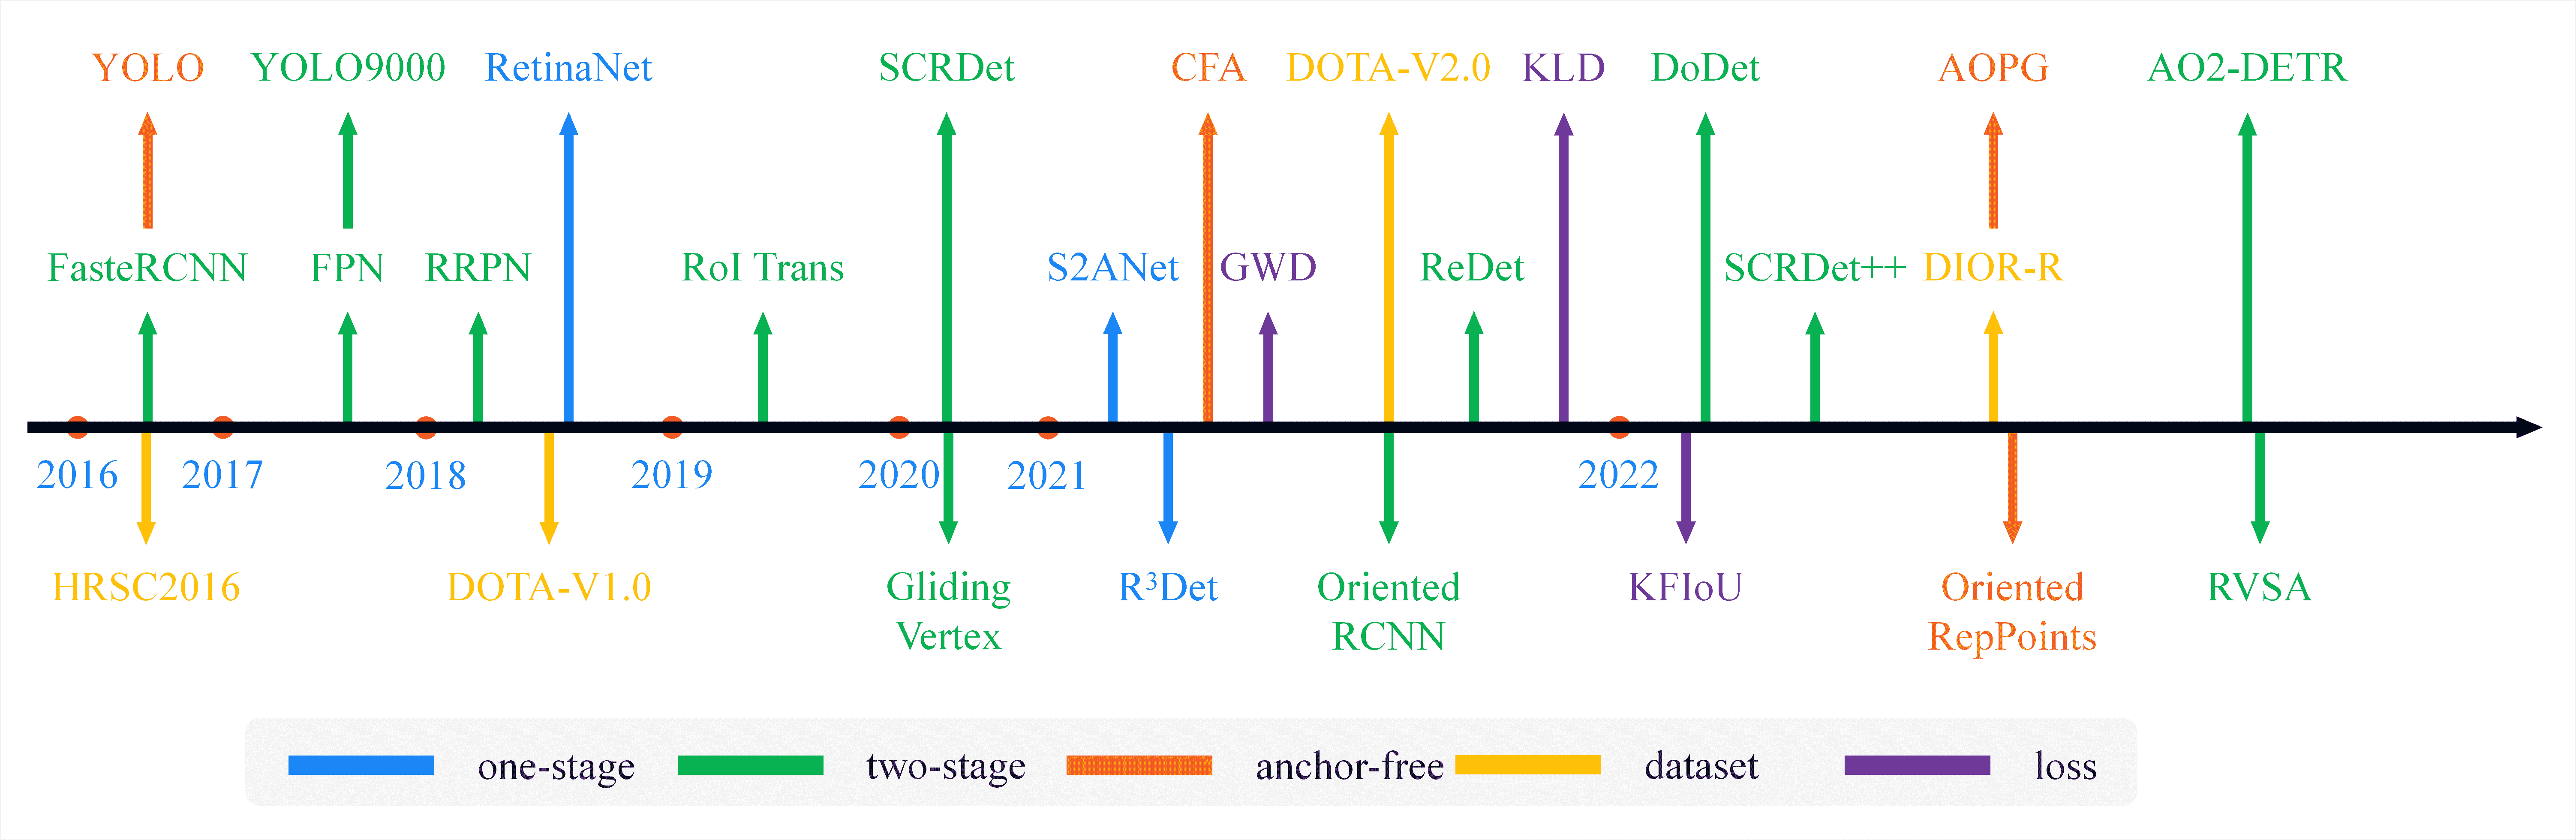 YOLO YOLO9000 RetinaNet SCRDet CFA DOTA-V2.0 KLD DoDet AOPG AO2-DETR
FasteRCNN FPN RRPN RoI Trans S2ANet GWD ReDet SCRDet++ DIOR-R
2016 2017 2018 2019 2020 2021 2022
HRSC2016 DOTA-V1.0 Gliding R³Det Oriented KFIoU Oriented RVSA
Vertex RCNN RepPoints
one-stage two-stage anchor-free dataset loss